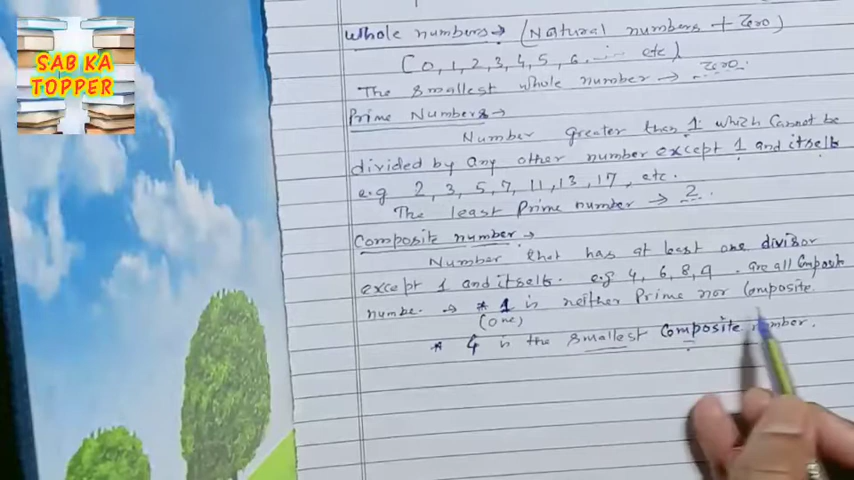 SAB KA
TOPPER
Whole numbers → (Natural numbers + Zero)
(0, 1, 2, 3, 4, 5, 6..... etc)
The smallest whole number → Zero.
Prime Numbers →
Number greater then 1 which Cannot be
divided by any other number except 1 and itself
e.g 2, 3, 5, 7, 11, 13, 17, etc.
The least Prime number → 2.
Composite number →
Number that has at least one divisor
except 1 and itself. e.g 4, 6, 8, 9. are all Composite
numbe. → * 1 is neither Prime nor Composite.
(One)
* 4 is the smallest Composite number.